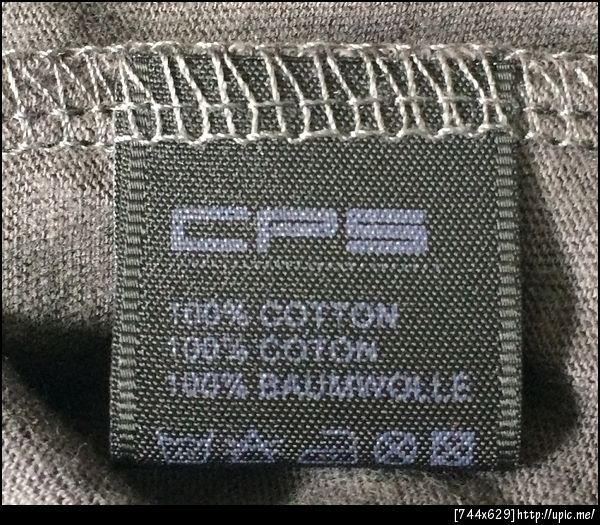 CPS
100% COTTON
100% COTON
100% BAUMWOLLE
[744x629]http://upic.me/